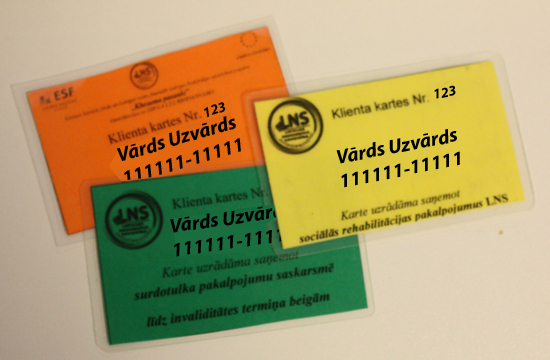 ESF
LNS
Klienta kartes Nr. 123
Vārds Uzvārds
111111-11111
LNS
Klienta kartes Nr. 123
Vārds Uzvārds
111111-11111
Karte uzrādāma saņemot
sociālās rehabilitācijas pakalpojumus LNS
LNS
Klienta kartes Nr.
Vārds Uzvārds
111111-111
Karte uzrādāma saņemot
surdotulka pakalpojumu saskarsmē
līdz invaliditātes termiņa beigām